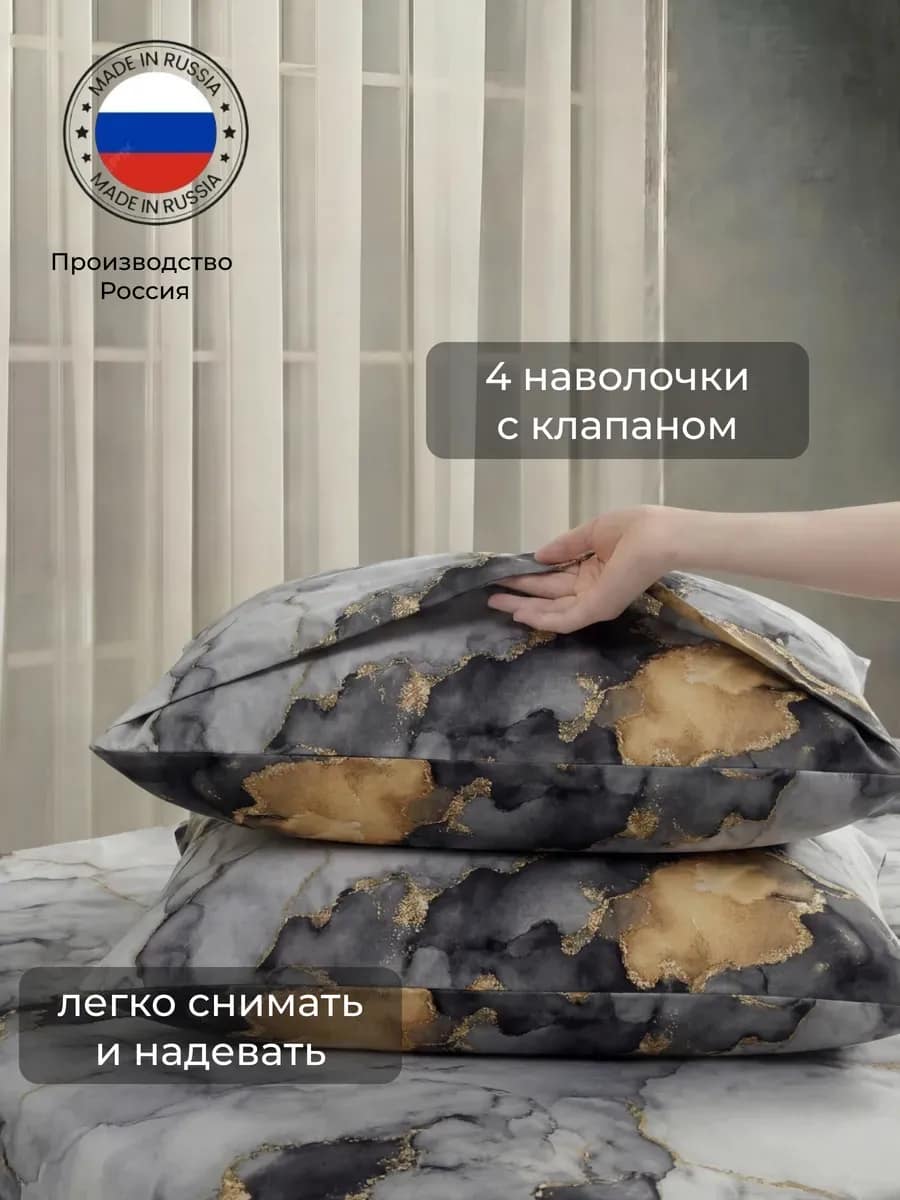 MADE IN RUSSIA
MADE IN RUSSIA
Производство
Россия
4 наволочки
с клапаном
легко снимать
и надевать